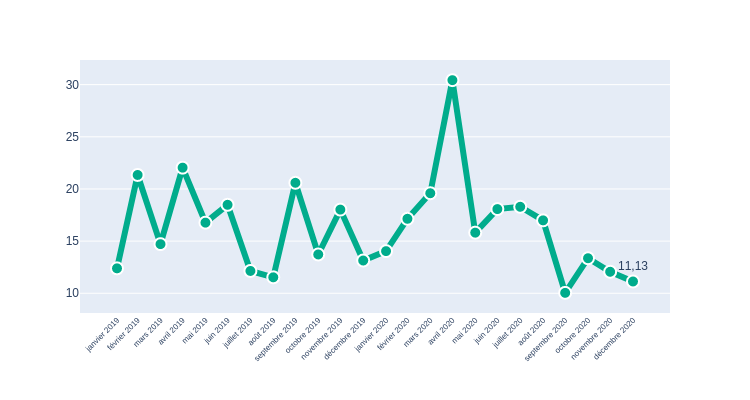 30
25
20
15
10
11,13
janvier 2019
février 2019
mars 2019
avril 2019
mai 2019
juin 2019
juillet 2019
août 2019
septembre 2019
octobre 2019
novembre 2019
décembre 2019
janvier 2020
février 2020
mars 2020
avril 2020
mai 2020
juin 2020
juillet 2020
août 2020
septembre 2020
octobre 2020
novembre 2020
décembre 2020